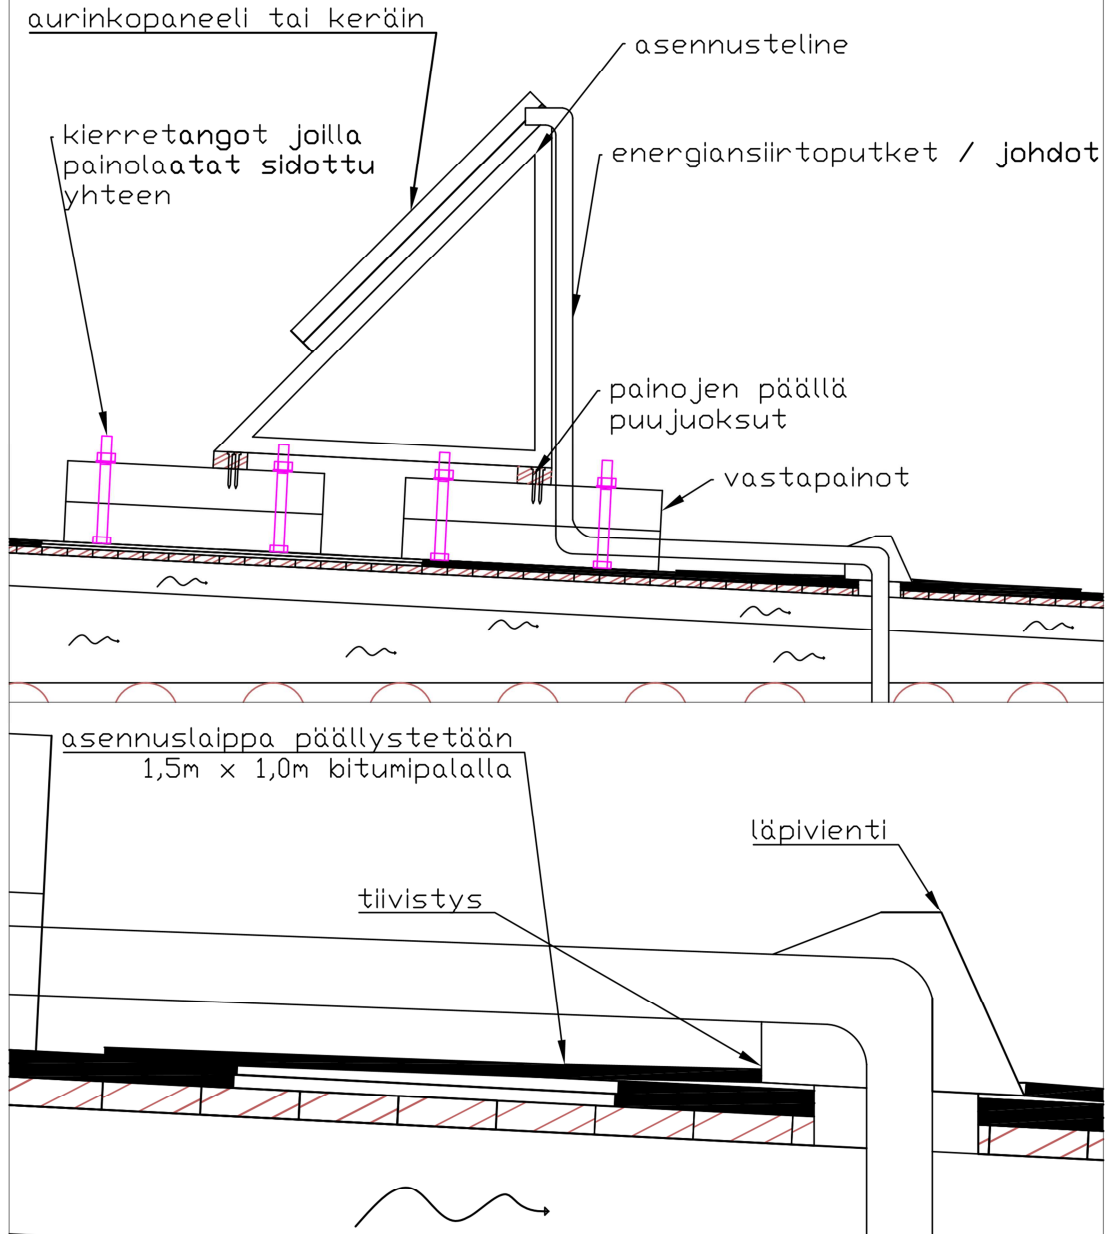 aurinkopaneeli tai keräin
asennusteline
kierretangot joilla
painolaatat sidottu
yhteen
energiansiirtoputket / johdot
painojen päällä
puujuoksut
vastapainot
asennuslaippa päällystetään
1,5m x 1,0m bitumipalalla
läpivienti
tiivistys